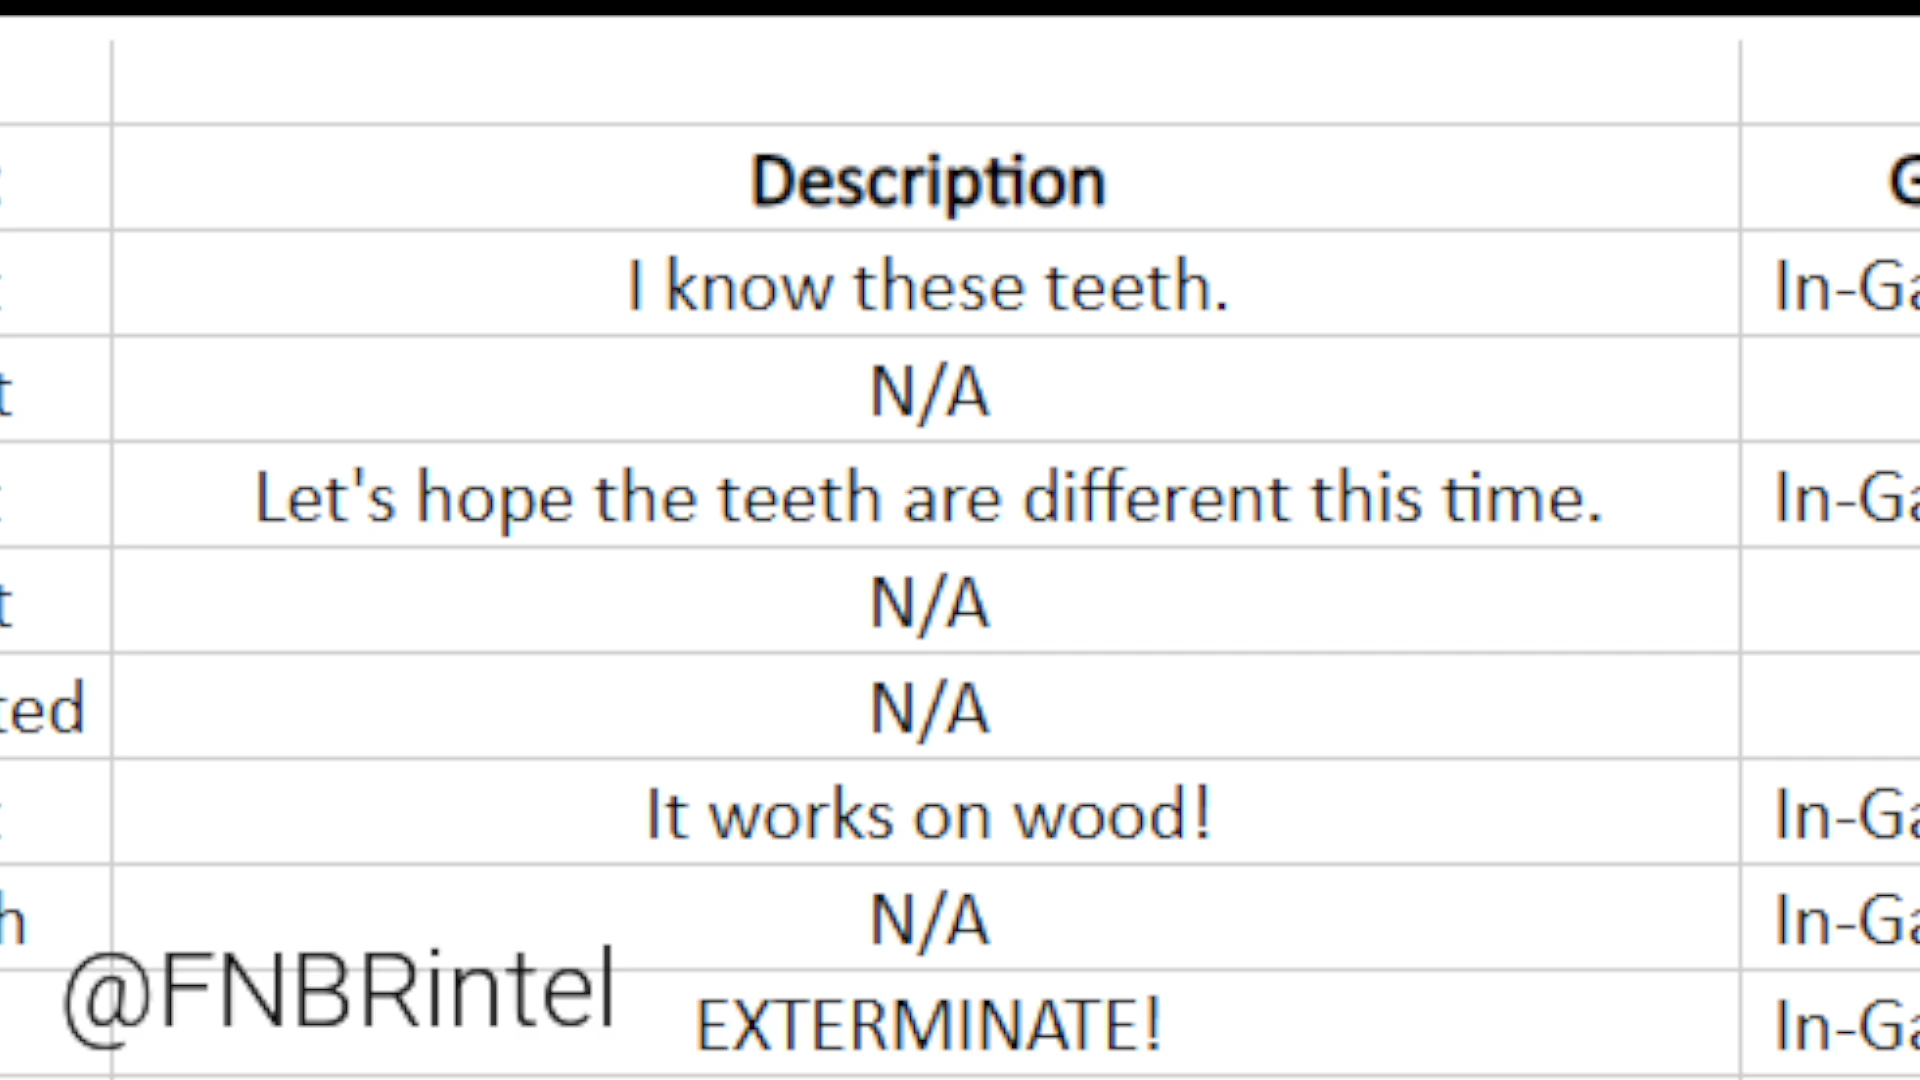 Description
I know these teeth.
N/A
Let's hope the teeth are different this time.
N/A
N/A
It works on wood!
N/A
@FNBRintel
EXTERMINATE!